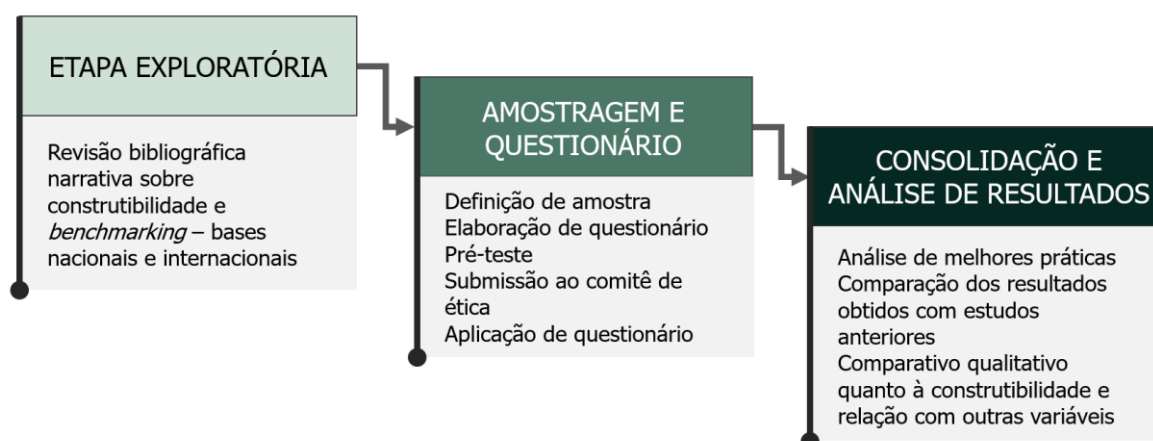 ETAPA EXPLORATÓRIA
Revisão bibliográfica
narrativa sobre
construtibilidade e
benchmarking – bases
nacionais e internacionais
AMOSTRAGEM E
QUESTIONÁRIO
Definição de amostra
Elaboração de questionário
Pré-teste
Submissão ao comitê de
ética
Aplicação de questionário
CONSOLIDAÇÃO E
ANÁLISE DE RESULTADOS
Análise de melhores práticas
Comparação dos resultados
obtidos com estudos
anteriores
Comparativo qualitativo
quanto à construtibilidade e
relação com outras variáveis